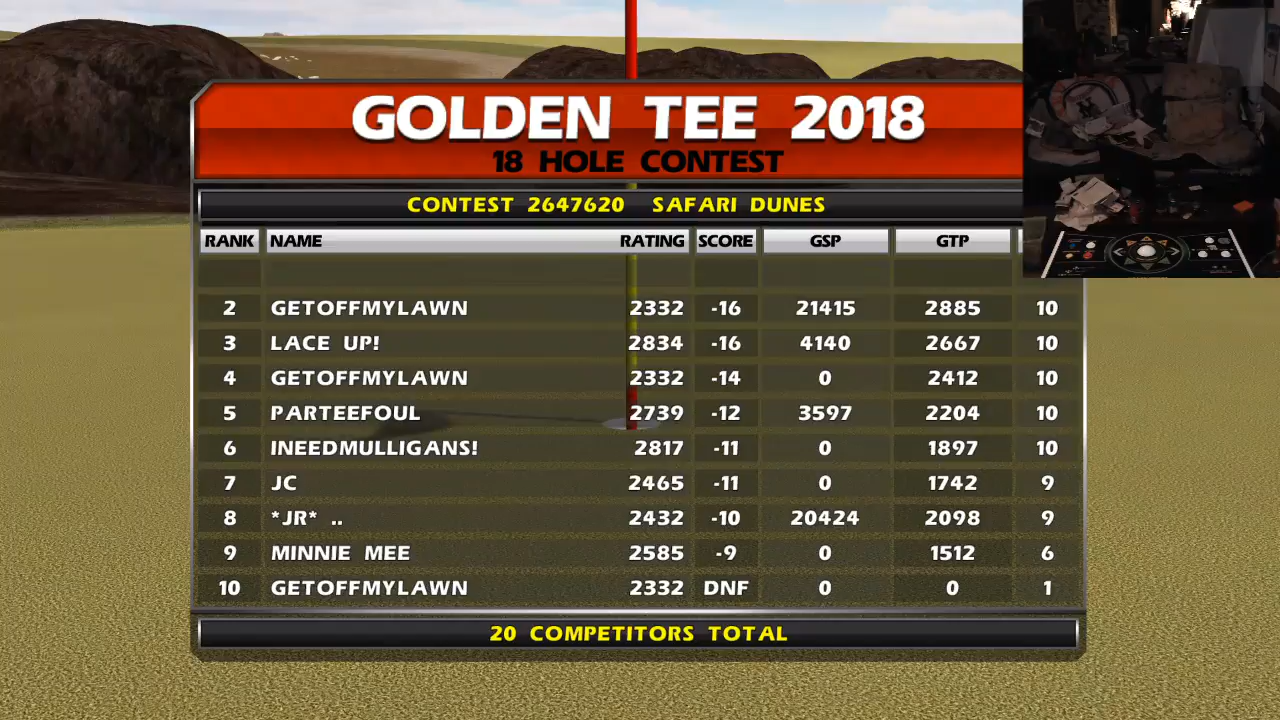 GOLDEN TEE 2018
18 HOLE CONTEST
CONTEST 2647620 SAFARI DUNES
RANK NAME RATING SCORE GSP GTP
2 GETOFFMYLAWN 2332 -16 21415 2885 10
3 LACE UP! 2834 -16 4140 2667 10
4 GETOFFMYLAWN 2332 -14 0 2412 10
5 PARTEEFOUL 2739 -12 3597 2204 10
6 INEEDMULLIGANS! 2817 -11 0 1897 10
7 JC 2465 -11 0 1742 9
8 *JR* .. 2432 -10 20424 2098 9
9 MINNIE MEE 2585 -9 0 1512 6
10 GETOFFMYLAWN 2332 DNF 0 0 1
20 COMPETITORS TOTAL